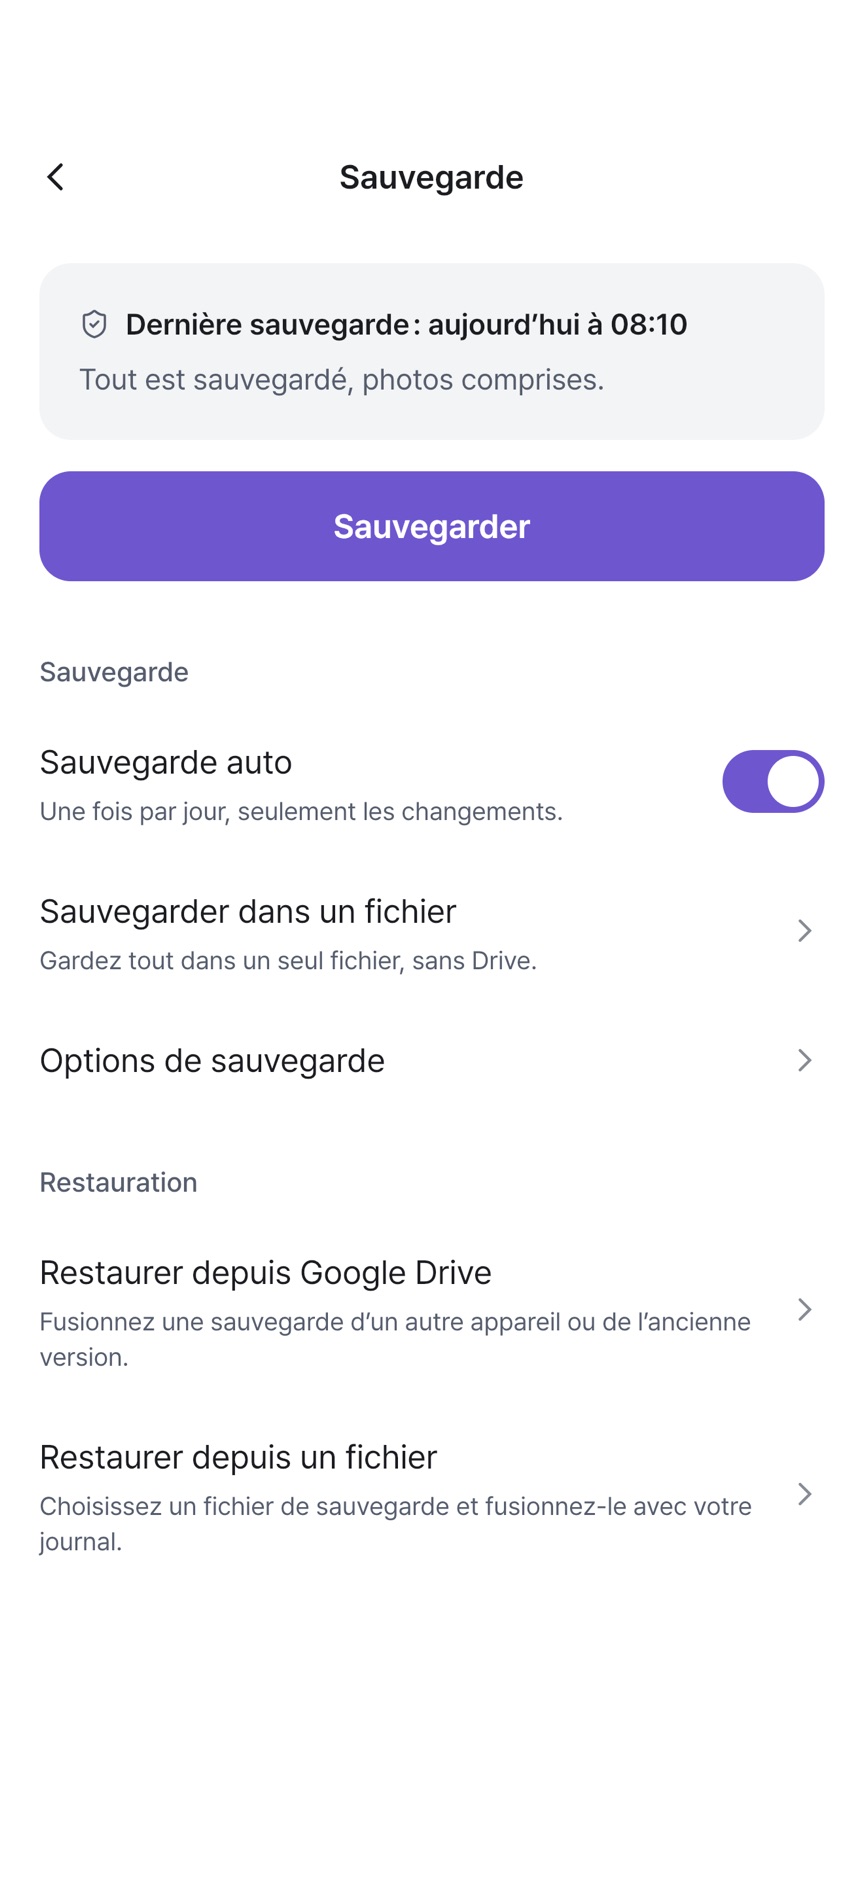 Sauvegarde
Dernière sauvegarde : aujourd’hui à 08:10
Tout est sauvegardé, photos comprises.
Sauvegarder
Sauvegarde
Sauvegarde auto
Une fois par jour, seulement les changements.
Sauvegarder dans un fichier
Gardez tout dans un seul fichier, sans Drive.
Options de sauvegarde
Restauration
Restaurer depuis Google Drive
Fusionnez une sauvegarde d’un autre appareil ou de l’ancienne
version.
Restaurer depuis un fichier
Choisissez un fichier de sauvegarde et fusionnez-le avec votre
journal.